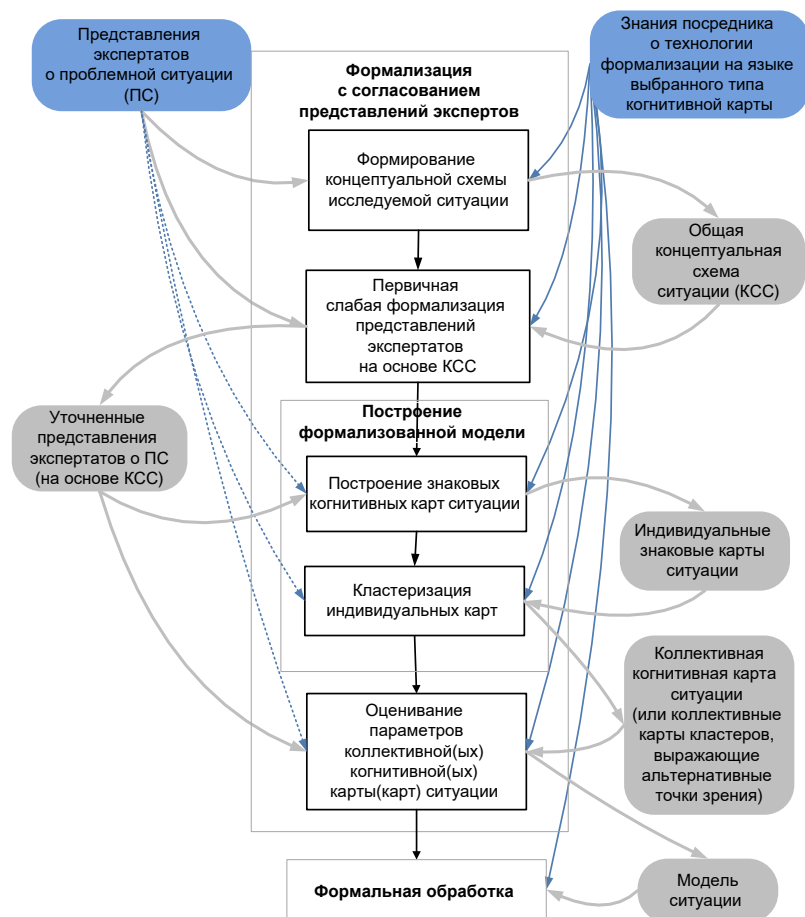 Представления
экспертатов
о проблемной ситуации
(ПС)
Знания посредника
о технологии
формализации на языке
выбранного типа
когнитивной карты
Формализация
с согласованием
представлений экспертов
Формирование
концептуальной схемы
исследуемой ситуации
Общая
концептуальная
схема
ситуации (КСС)
Первичная
слабая формализация
представлений
экспертатов
на основе КСС
Уточненные
представления
экспертатов о ПС
(на основе КСС)
Построение
формализованной модели
Построение знаковых
когнитивных карт ситуации
Индивидуальные
знаковые карты
ситуации
Кластеризация
индивидуальных карт
Коллективная
когнитивная карта
ситуации
(или коллективные
карты кластеров,
выражающие
альтернативные
точки зрения)
Оценивание
параметров
коллективной(ых)
когнитивной(ых)
карты(карт) ситуации
Модель
ситуации
Формальная обработка